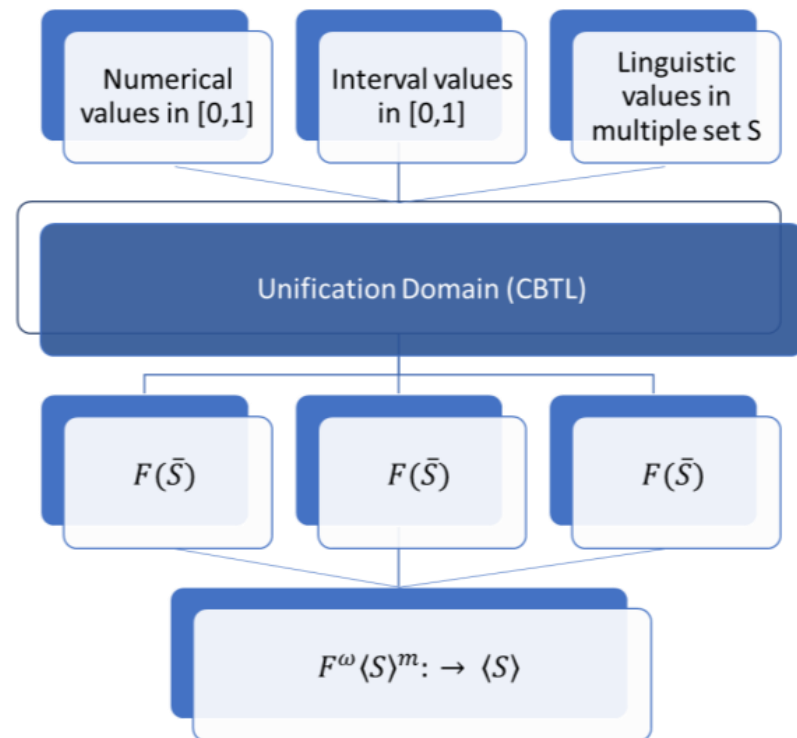 Numerical
values in [0,1]
Interval values
in [0,1]
Linguistic
values in
multiple set S
Unification Domain (CBTL)
F(S̄)
F(S̄)
F(S̄)
F^ω⟨S⟩^m: → ⟨S⟩